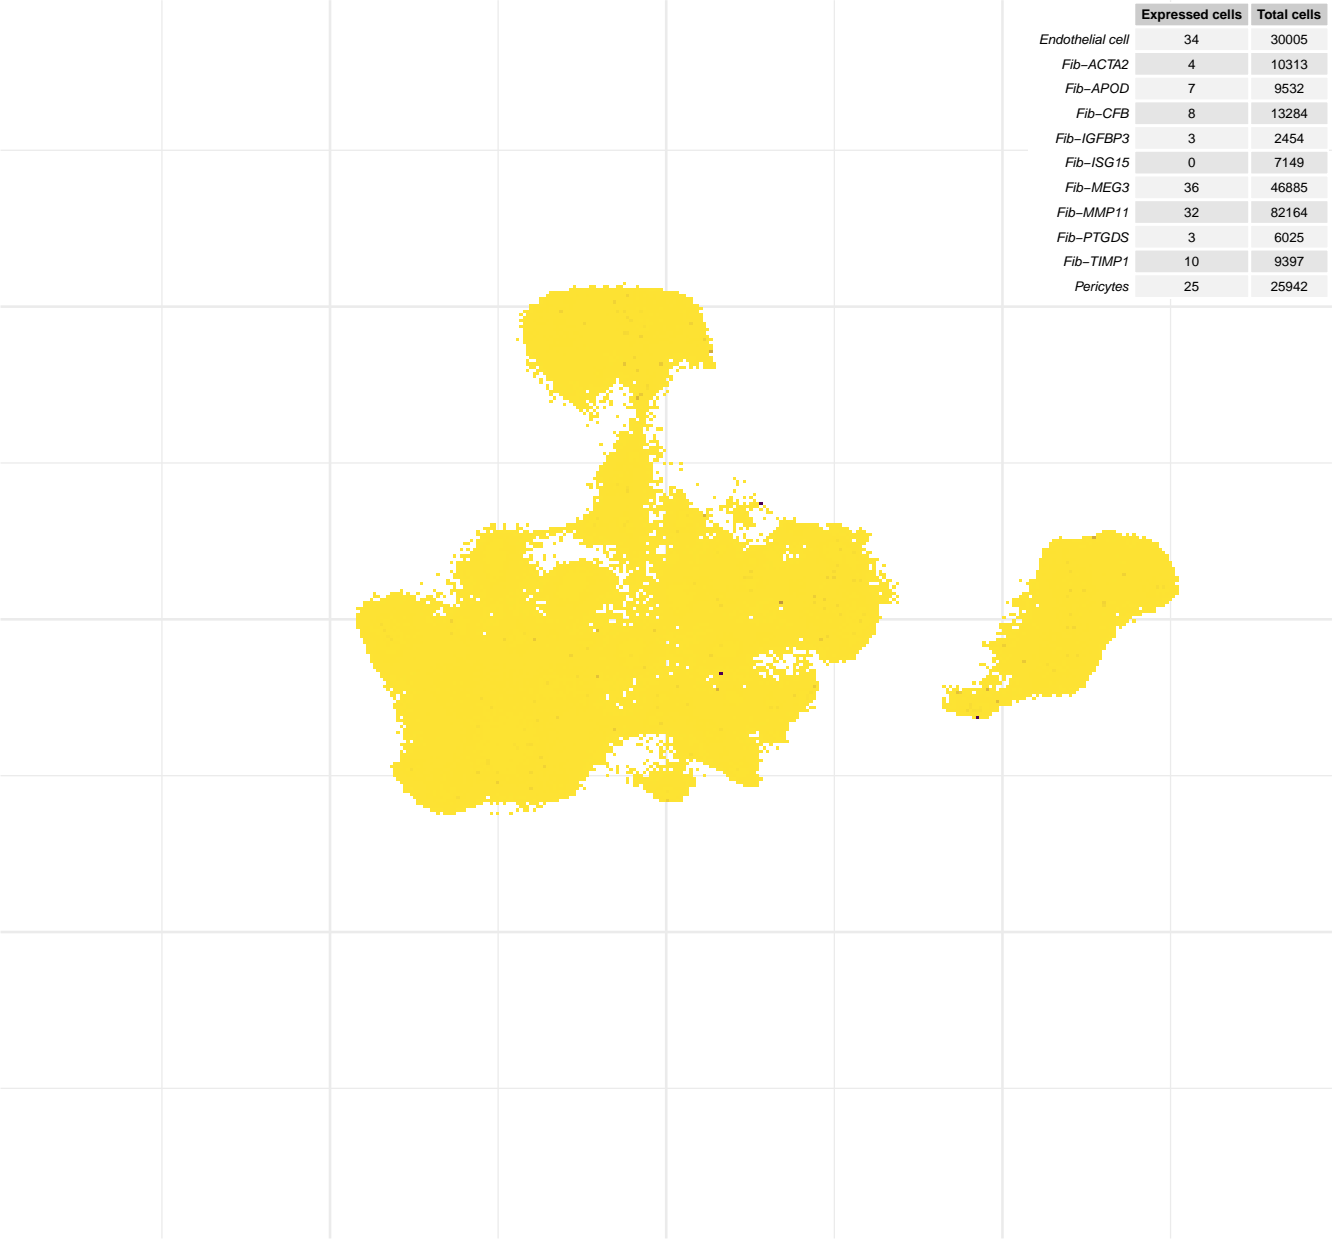 Expressed cells Total cells
Endothelial cell 34 30005
Fib−ACTA2 4 10313
Fib−APOD 7 9532
Fib−CFB 8 13284
Fib−IGFBP3 3 2454
Fib−ISG15 0 7149
Fib−MEG3 36 46885
Fib−MMP11 32 82164
Fib−PTGDS 3 6025
Fib−TIMP1 10 9397
Pericytes 25 25942